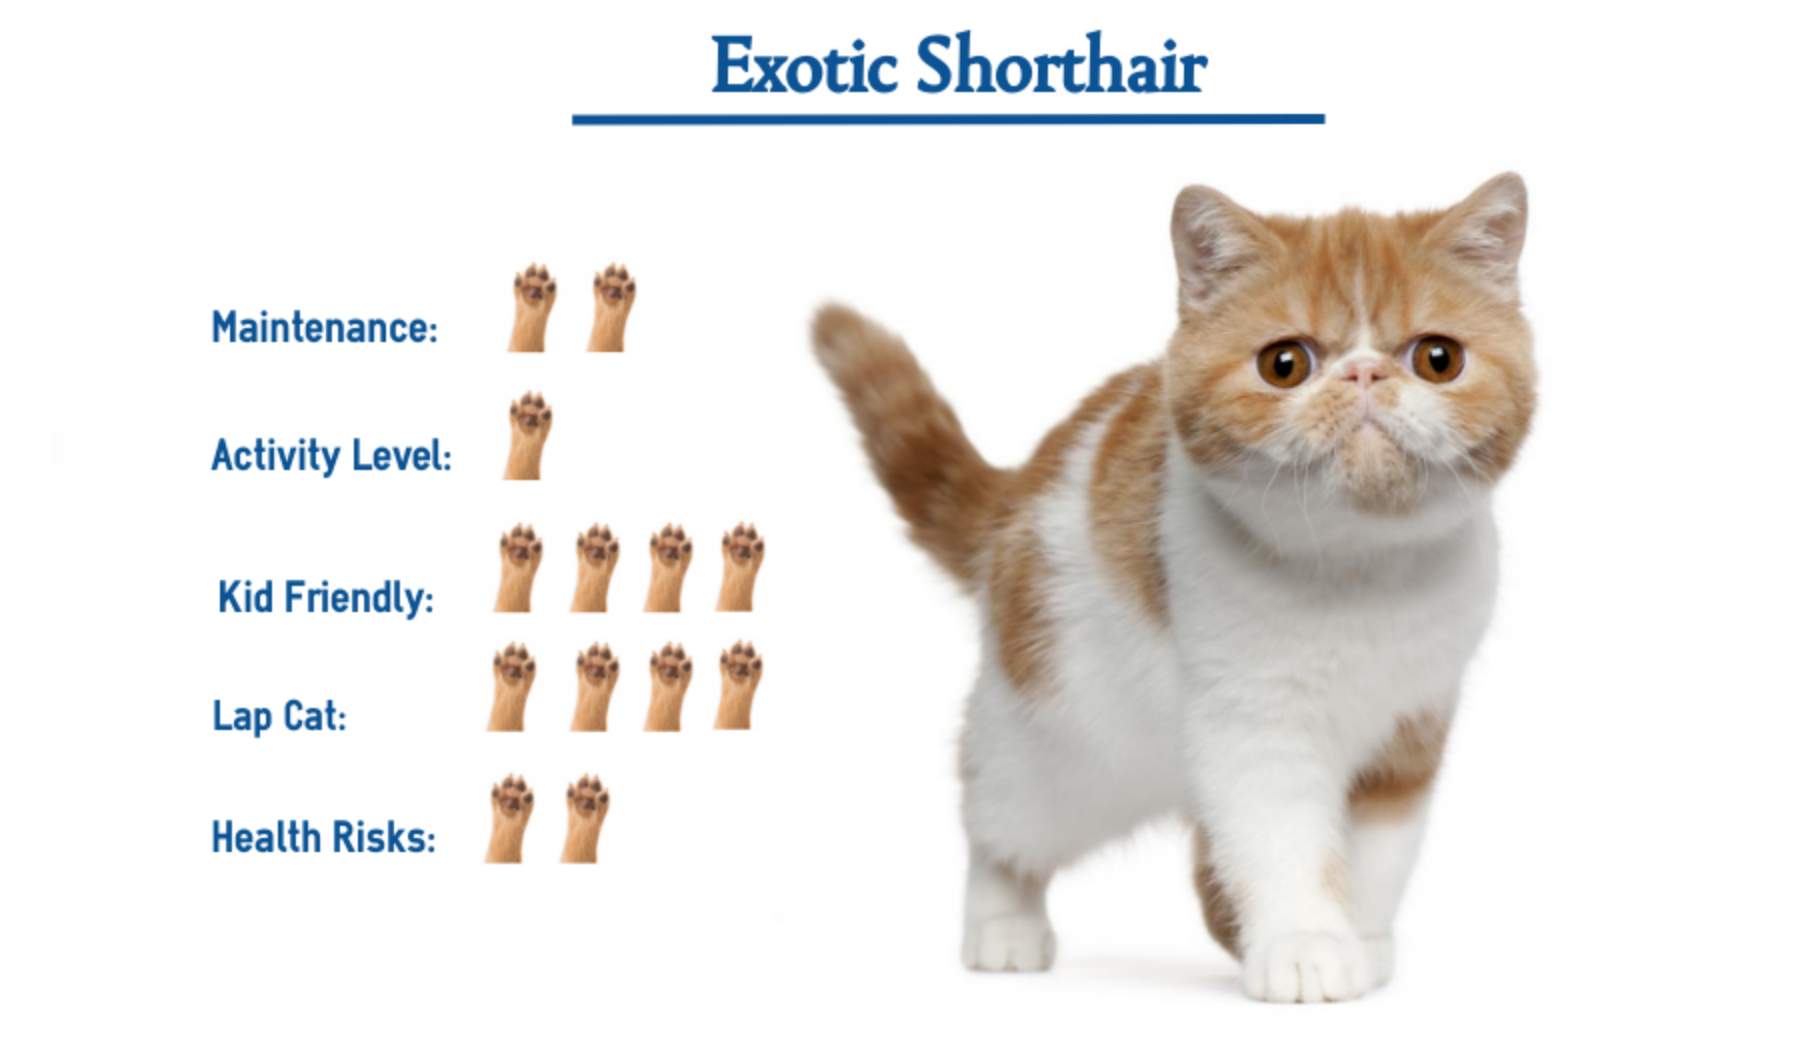 Exotic Shorthair
Maintenance:
Activity Level:
Kid Friendly:
Lap Cat:
Health Risks: